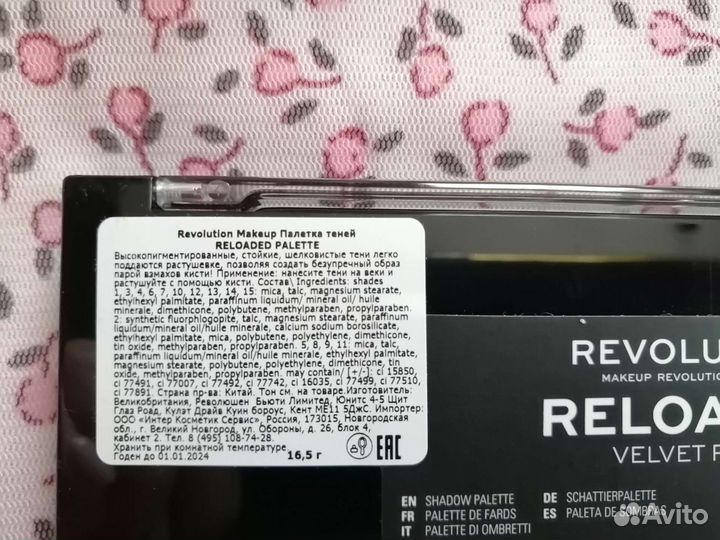 Revolution Makeup Палетка теней
RELOADED PALETTE
Высокопигментированные, стойкие, шелковистые тени легко
поддаются растушевке, позволяя создать безупречный образ
парой взмахов кисти! Применение: нанесите тени на веки и
растушуйте с помощью кисти. Состав\ Ingredients: shades
1, 3, 4, 6, 7, 10, 12, 13, 14, 15: mica, talc, magnesium stearate,
ethylhexyl palmitate, paraffinum liquidum/ mineral oil/ huile
minerale, dimethicone, polybutene, methylparaben, propylparaben.
2: synthetic fluorphlogopite, talc, magnesium stearate, paraffinum
liquidum/mineral oil/huile minerale, calcium sodium borosilicate,
ethylhexyl palmitate, mica, polybutene, polyethylene, dimethicone,
tin oxide, methylparaben, propylparaben. 5, 8, 9, 11: mica, talc,
paraffinum liquidum/mineral oil/huile minerale, ethylhexyl palmitate,
magnesium stearate, polybutene, polyethylene, dimethicone, tin
oxide, methylparaben, propylparaben. may contain/ [+/-]: ci 15850,
ci 77491, ci 77007, ci 77492, ci 77742, ci 16035, ci 77499, ci 77510,
ci 77891. Страна пр-ва: Китай. Изготовлено по заказу.Изготовитель:
Великобритания, Революшен Бьюти Лимитед, Юнитс 4-5 Щит
Глаз Роад, Кулэт Драйв Куин бороус, Кент МЕ11 5ДжС. Импортер:
ООО «Интер Косметик Сервис», Россия, 173015, Новгородская
обл., г. Великий Новгород, ул. Обороны, д. 26, блок 4,
кабинет 2. Тел. 8 (495) 108-74-28.
Хранить при комнатной температуре
Годен до 01.01.2024
16,5 г
EAC
REVOLU
MAKEUP REVOLUTIO
RELOA
VELVET R
EN SHADOW PALETTE
FR PALETTE DE FARDS
IT PALETTE DI OMBRETTI
DE SCHATTIERPALETTE
ES PALETA DE SOMBRAS
Avito